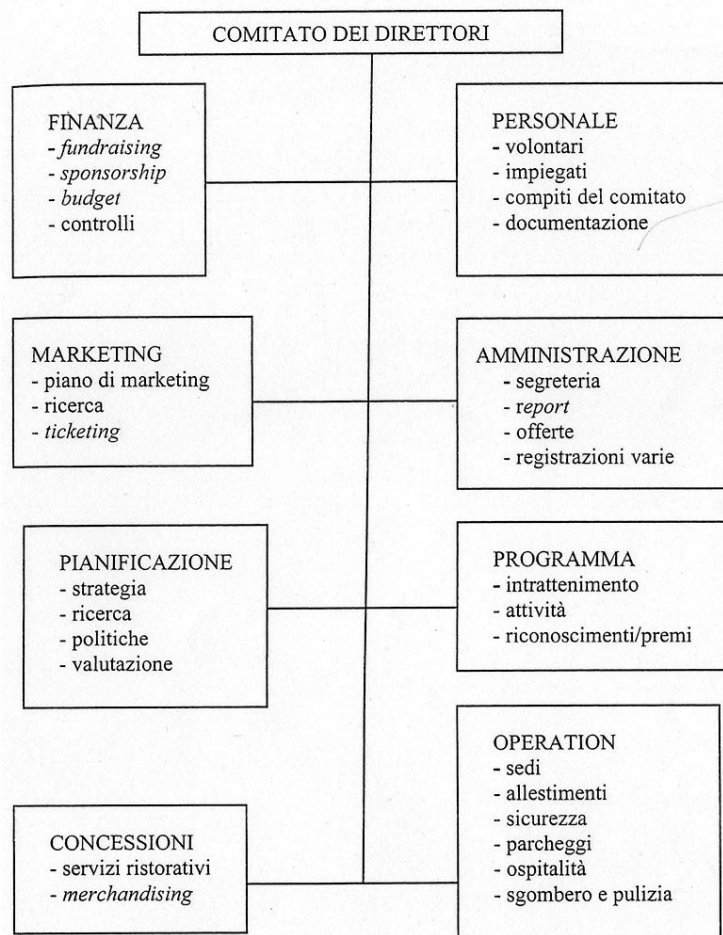 COMITATO DEI DIRETTORI
FINANZA
- fundraising
- sponsorship
- budget
- controlli
PERSONALE
- volontari
- impiegati
- compiti del comitato
- documentazione
MARKETING
- piano di marketing
- ricerca
- ticketing
AMMINISTRAZIONE
- segreteria
- report
- offerte
- registrazioni varie
PIANIFICAZIONE
- strategia
- ricerca
- politiche
- valutazione
PROGRAMMA
- intrattenimento
- attività
- riconoscimenti/premi
CONCESSIONI
- servizi ristorativi
- merchandising
OPERATION
- sedi
- allestimenti
- sicurezza
- parcheggi
- ospitalità
- sgombero e pulizia